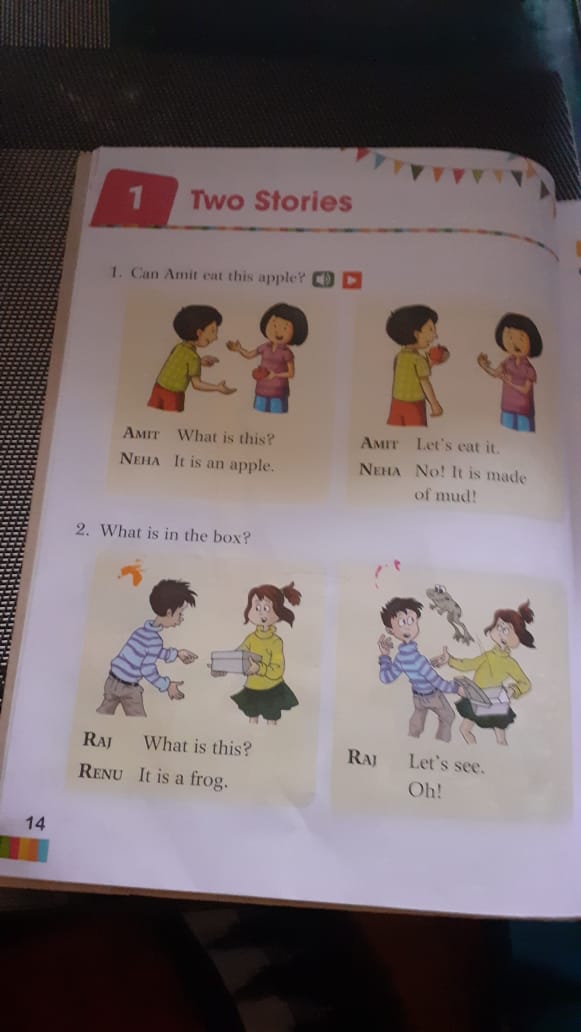 1 Two Stories
1. Can Amit eat this apple?
AMIT What is this?
NEHA It is an apple.
AMIT Let's eat it.
NEHA No! It is made
of mud!
2. What is in the box?
RAJ What is this?
RENU It is a frog.
RAJ Let's see.
Oh!
14